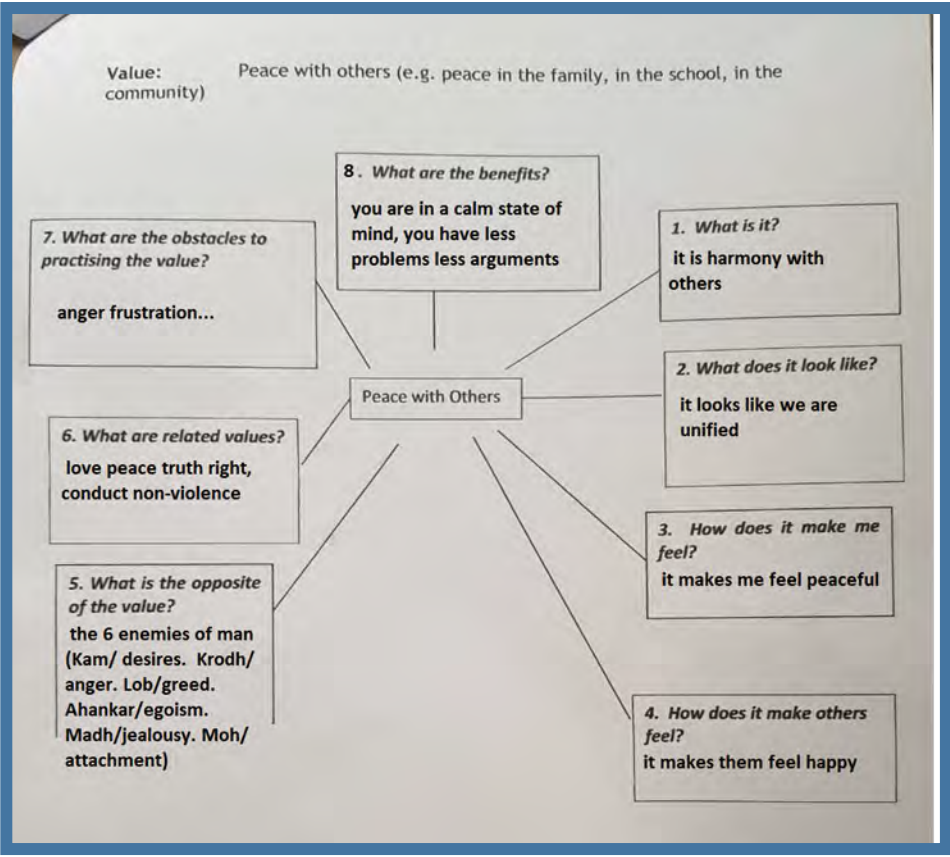 Value: Peace with others (e.g. peace in the family, in the school, in the
community)
8. What are the benefits?
you are in a calm state of
mind, you have less
problems less arguments
1. What is it?
it is harmony with
others
2. What does it look like?
it looks like we are
unified
3. How does it make me
feel?
it makes me feel peaceful
4. How does it make others
feel?
it makes them feel happy
5. What is the opposite
of the value?
the 6 enemies of man
(Kam/ desires. Krodh/
anger. Lob/greed.
Ahankar/egoism.
Madh/jealousy. Moh/
attachment)
6. What are related values?
love peace truth right,
conduct non-violence
7. What are the obstacles to
practising the value?
anger frustration...
Peace with Others